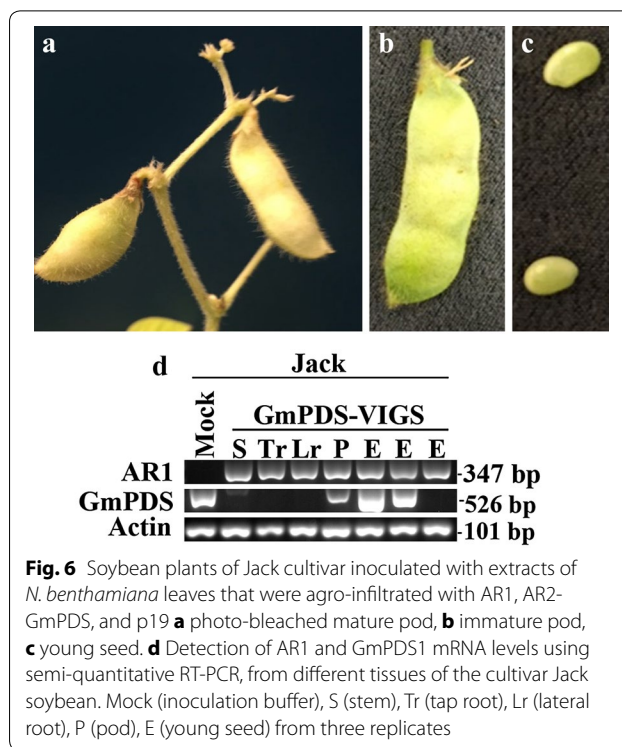 a
b
c
d
Jack
Mock
GmPDS-VIGS
S Tr Lr P E E E
AR1 -347 bp
GmPDS -526 bp
Actin -101 bp
Fig. 6 Soybean plants of Jack cultivar inoculated with extracts of
N. benthamiana leaves that were agro-infiltrated with AR1, AR2-
GmPDS, and p19 a photo-bleached mature pod, b immature pod,
c young seed. d Detection of AR1 and GmPDS1 mRNA levels using
semi-quantitative RT-PCR, from different tissues of the cultivar Jack
soybean. Mock (inoculation buffer), S (stem), Tr (tap root), Lr (lateral
root), P (pod), E (young seed) from three replicates